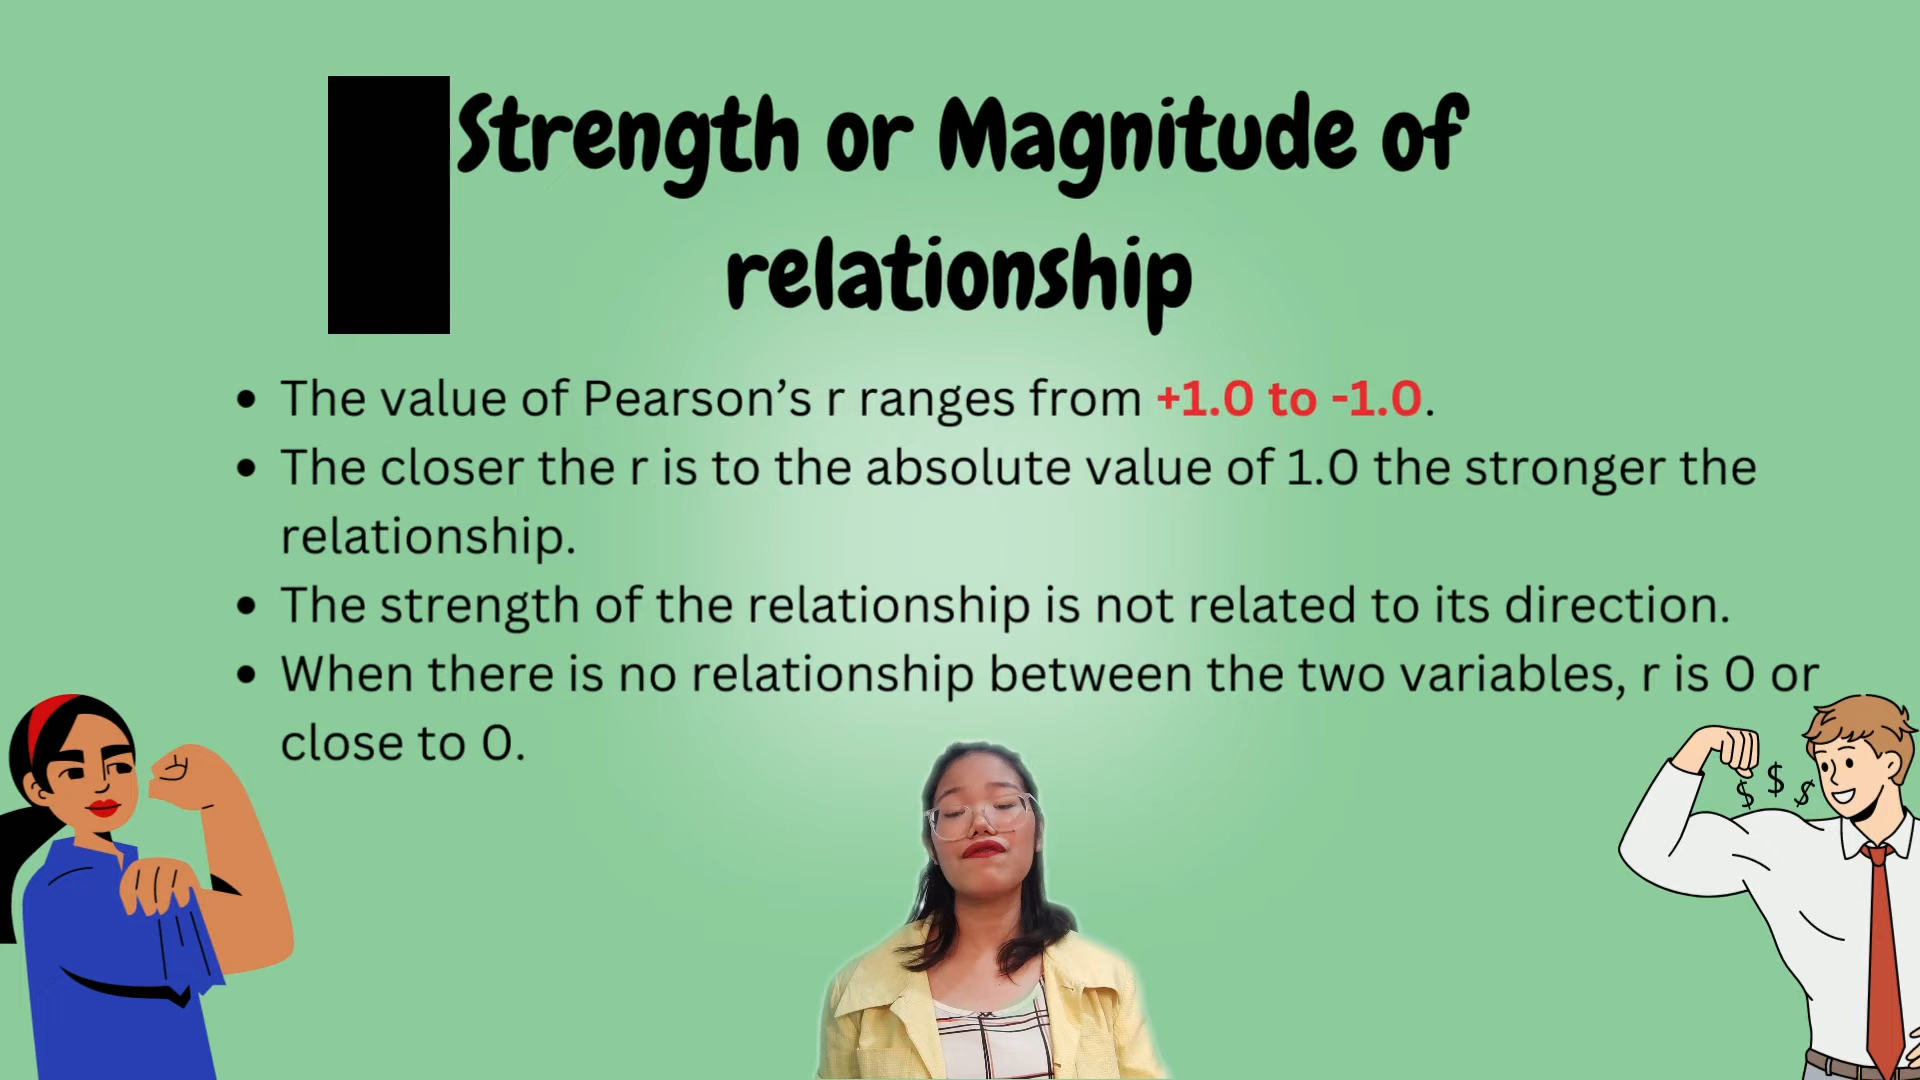 Strength or Magnitude of
relationship
• The value of Pearson’s r ranges from +1.0 to -1.0.
• The closer the r is to the absolute value of 1.0 the stronger the
relationship.
• The strength of the relationship is not related to its direction.
• When there is no relationship between the two variables, r is 0 or
close to 0.
$ $ $